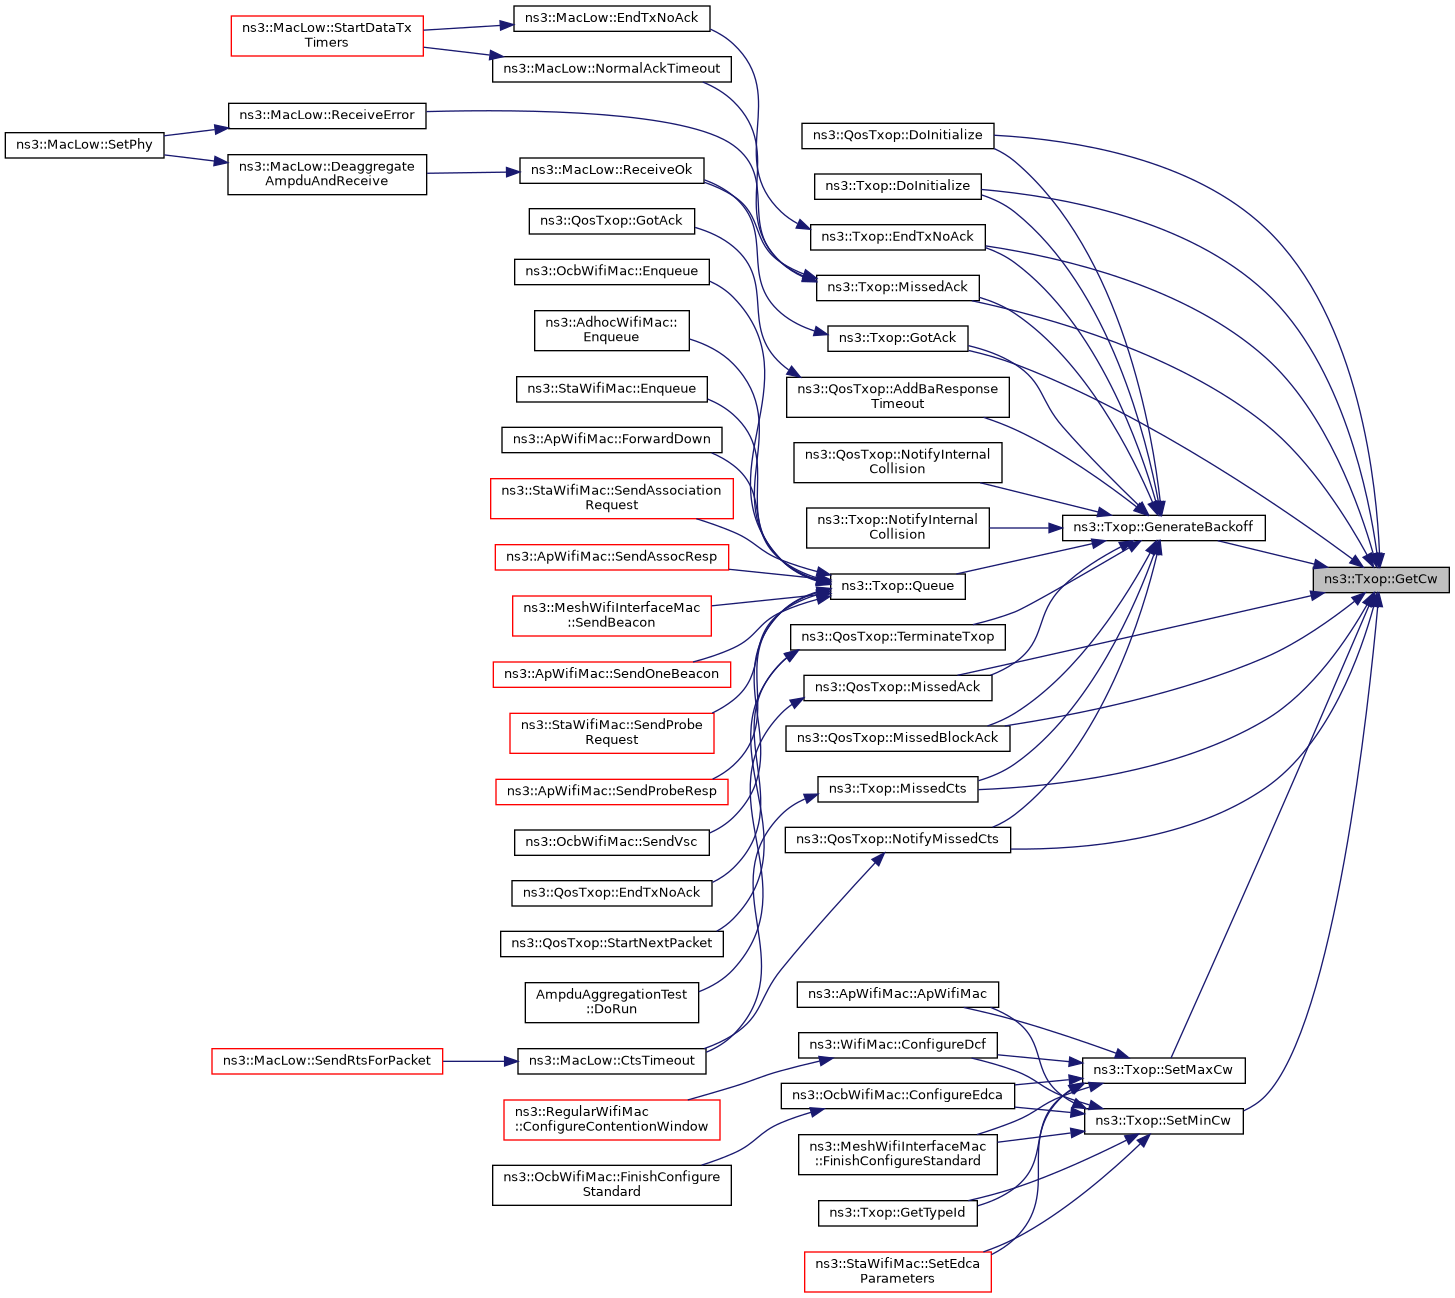 ns3::MacLow::SetPhy
ns3::MacLow::StartDataTx
Timers
ns3::MacLow::ReceiveError
ns3::MacLow::Deaggregate
AmpduAndReceive
ns3::MacLow::SendRtsForPacket
ns3::MacLow::EndTxNoAck
ns3::MacLow::NormalAckTimeout
ns3::MacLow::ReceiveOk
ns3::QosTxop::GotAck
ns3::OcbWifiMac::Enqueue
ns3::AdhocWifiMac::
Enqueue
ns3::StaWifiMac::Enqueue
ns3::ApWifiMac::ForwardDown
ns3::StaWifiMac::SendAssociation
Request
ns3::ApWifiMac::SendAssocResp
ns3::MeshWifiInterfaceMac
::SendBeacon
ns3::ApWifiMac::SendOneBeacon
ns3::StaWifiMac::SendProbe
Request
ns3::ApWifiMac::SendProbeResp
ns3::OcbWifiMac::SendVsc
ns3::QosTxop::EndTxNoAck
ns3::QosTxop::StartNextPacket
AmpduAggregationTest
::DoRun
ns3::MacLow::CtsTimeout
ns3::RegularWifiMac
::ConfigureContentionWindow
ns3::OcbWifiMac::FinishConfigure
Standard
ns3::QosTxop::DoInitialize
ns3::Txop::DoInitialize
ns3::Txop::EndTxNoAck
ns3::Txop::MissedAck
ns3::Txop::GotAck
ns3::QosTxop::AddBaResponse
Timeout
ns3::QosTxop::NotifyInternal
Collision
ns3::Txop::NotifyInternal
Collision
ns3::Txop::Queue
ns3::QosTxop::TerminateTxop
ns3::QosTxop::MissedAck
ns3::QosTxop::MissedBlockAck
ns3::Txop::MissedCts
ns3::QosTxop::NotifyMissedCts
ns3::ApWifiMac::ApWifiMac
ns3::WifiMac::ConfigureDcf
ns3::OcbWifiMac::ConfigureEdca
ns3::MeshWifiInterfaceMac
::FinishConfigureStandard
ns3::Txop::GetTypeId
ns3::StaWifiMac::SetEdca
Parameters
ns3::Txop::GenerateBackoff
ns3::Txop::SetMaxCw
ns3::Txop::SetMinCw
ns3::Txop::GetCw